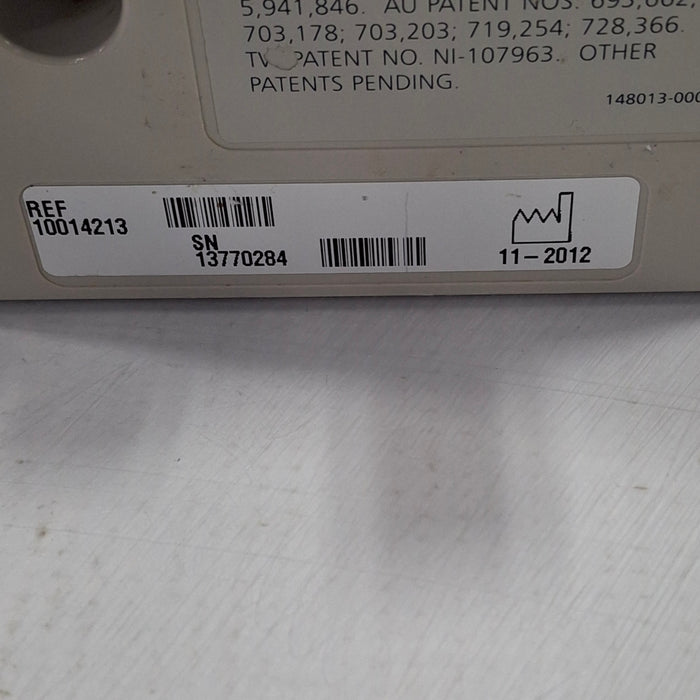 5,941,846. AU PATENT NOS.
703,178; 703,203; 719,254; 728,366.
PATENT NO. NI-107963. OTHER
PATENTS PENDING.
148013-000
REF
10014213
SN
13770284
11-2012